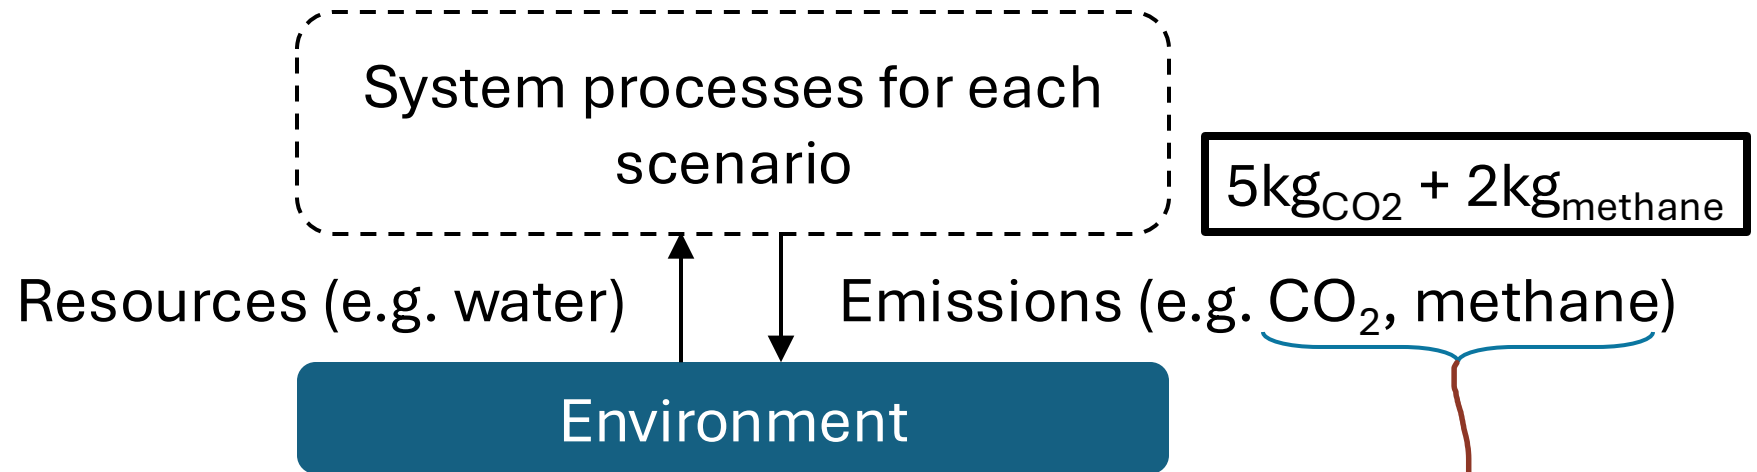 System processes for each
scenario
5kgCO2 + 2kgmethane
Resources (e.g. water)
Emissions (e.g. CO₂, methane)
Environment